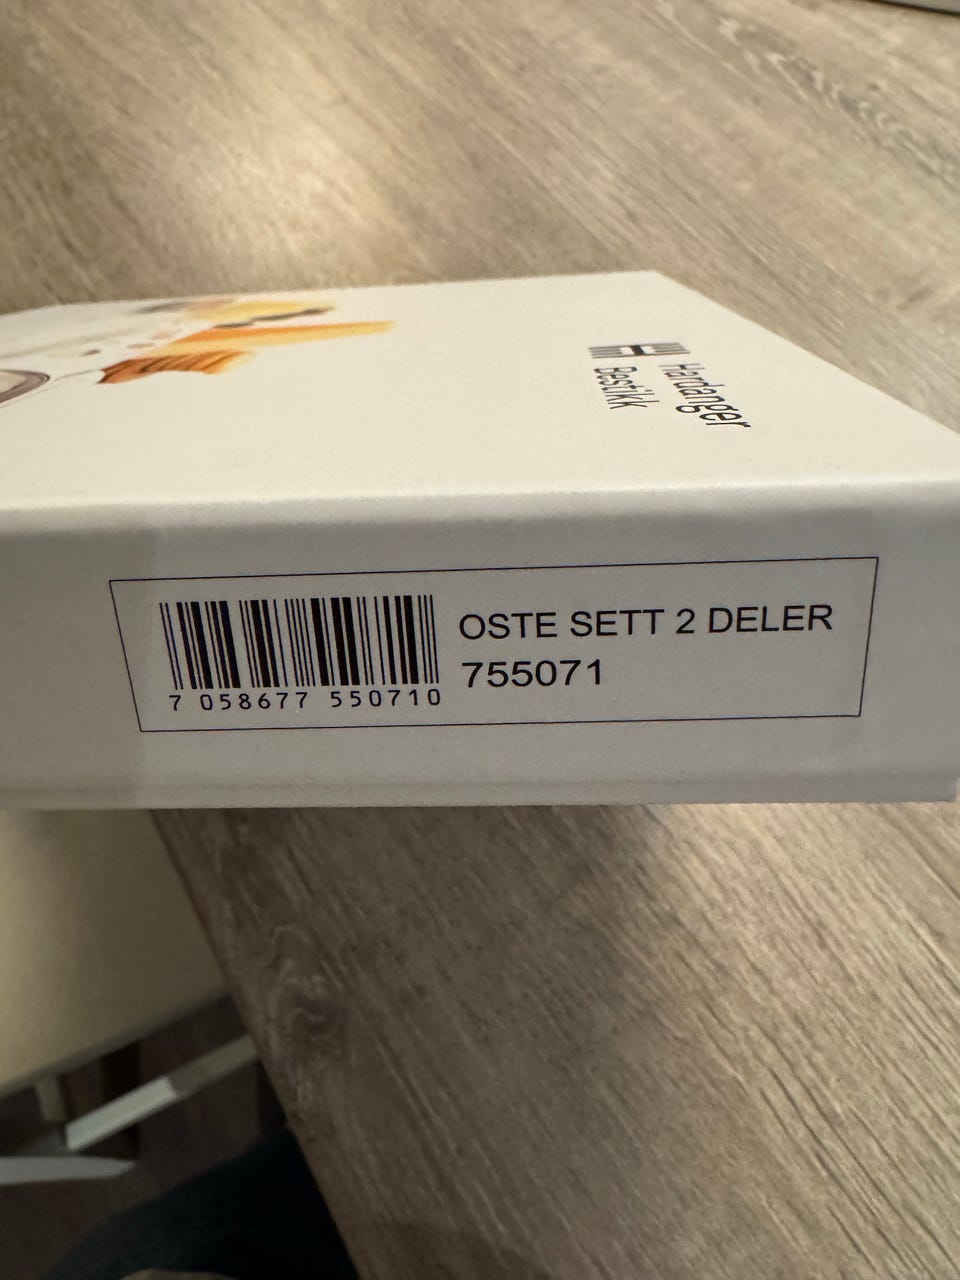 Hardanger
Bestikk
OSTE SETT 2 DELER
755071
7 058677 550710